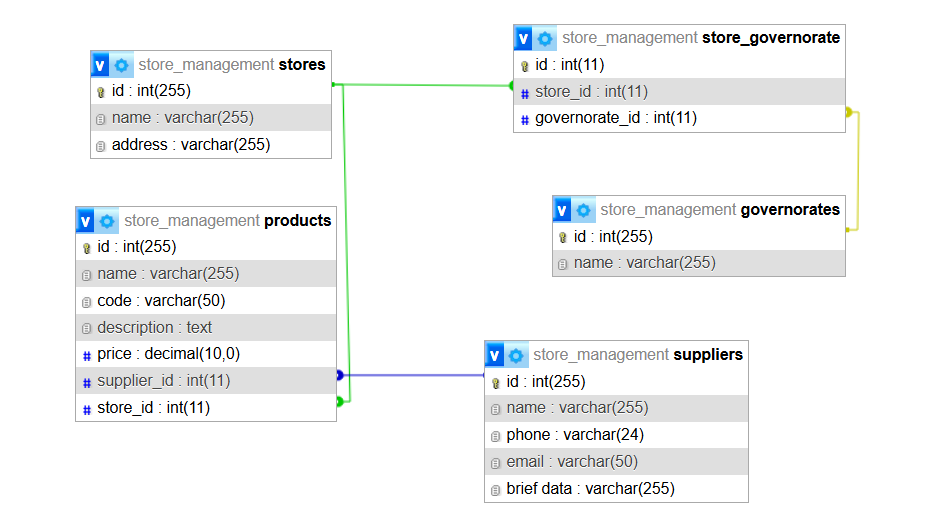 v store_management stores
id : int(255)
name : varchar(255)
address : varchar(255)
v store_management store_governorate
id : int(11)
# store_id : int(11)
# governorate_id : int(11)
v store_management products
id : int(255)
name : varchar(255)
code : varchar(50)
description : text
# price : decimal(10,0)
# supplier_id : int(11)
# store_id : int(11)
v store_management governorates
id : int(255)
name : varchar(255)
v store_management suppliers
id : int(255)
name : varchar(255)
phone : varchar(24)
email : varchar(50)
brief data : varchar(255)